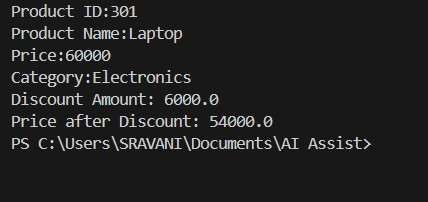 Product ID:301
Product Name:Laptop
Price:60000
Category:Electronics
Discount Amount: 6000.0
Price after Discount: 54000.0
PS C:\Users\SRAVANI\Documents\AI Assist>